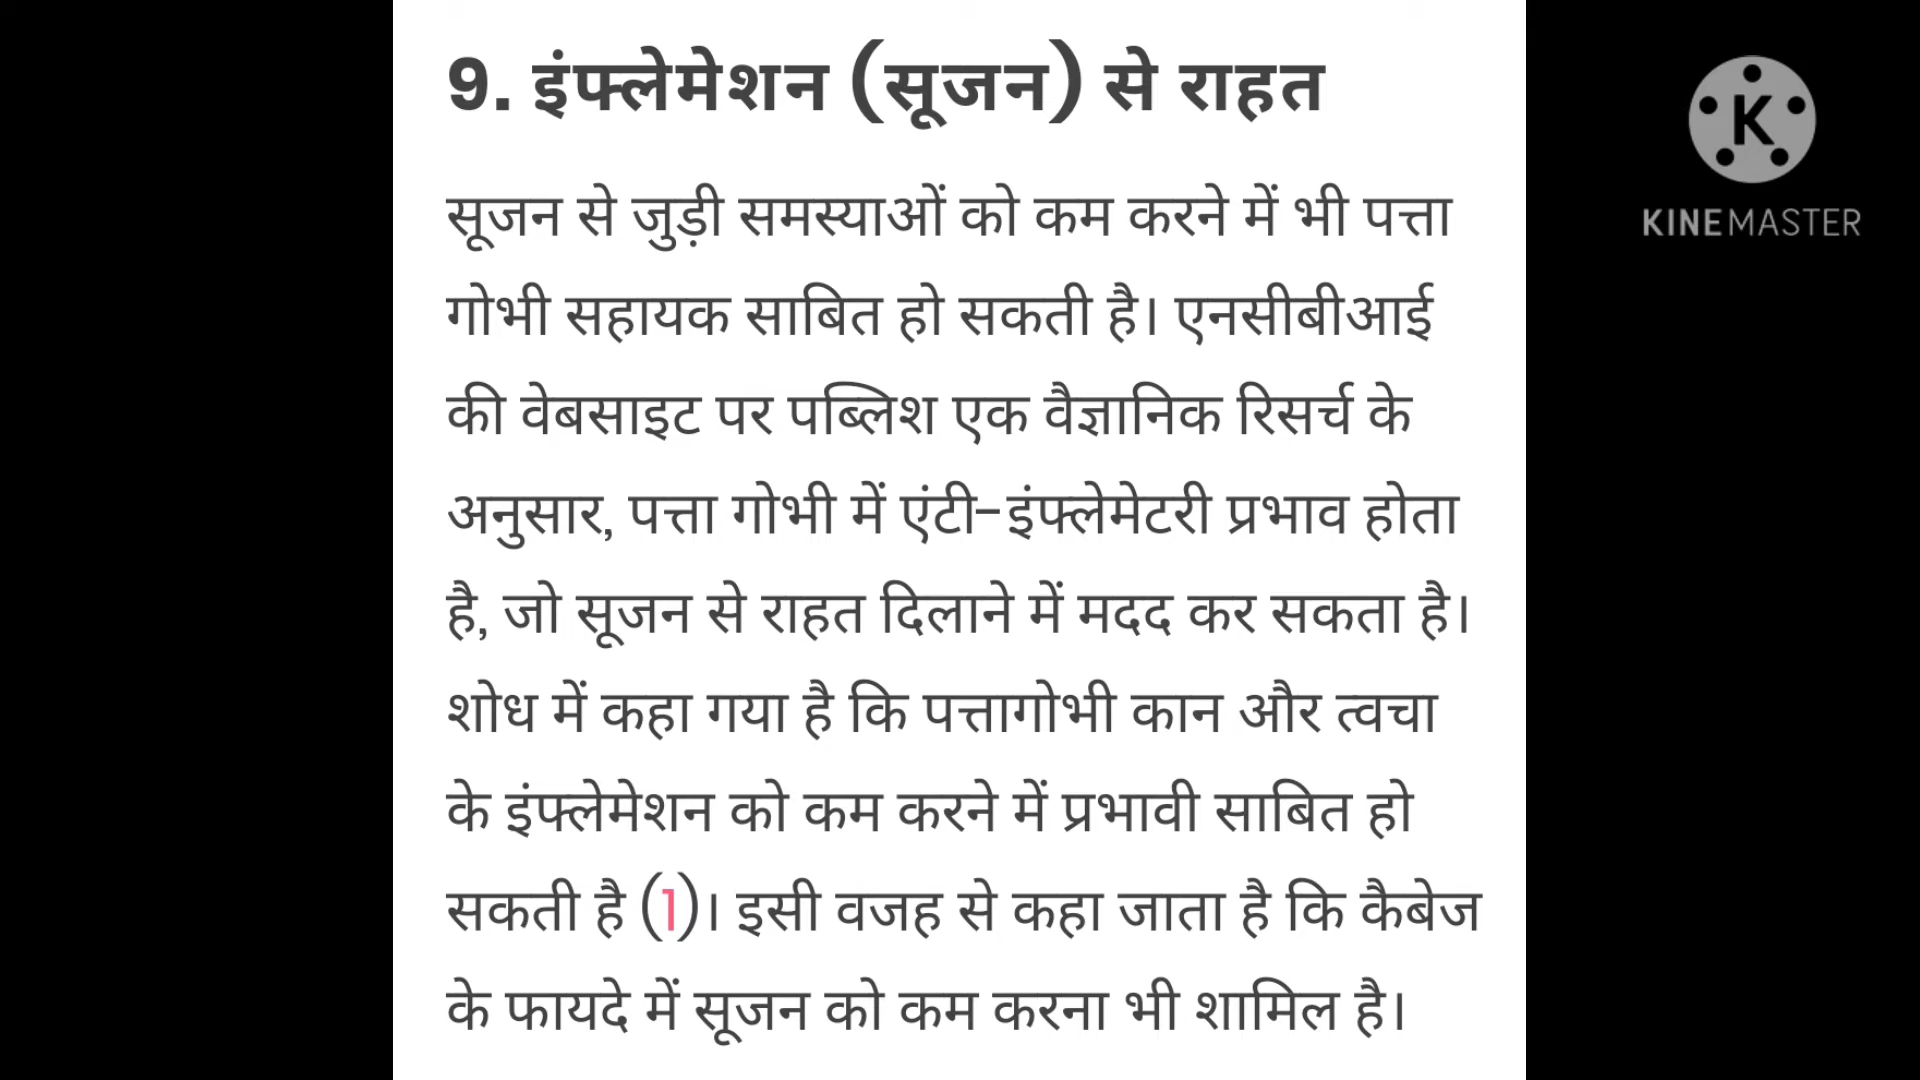 9. इंफ्लेमेशन (सूजन) से राहत
सूजन से जुड़ी समस्याओं को कम करने में भी पत्ता
गोभी सहायक साबित हो सकती है। एनसीबीआई
की वेबसाइट पर पब्लिश एक वैज्ञानिक रिसर्च के
अनुसार, पत्ता गोभी में एंटी-इंफ्लेमेटरी प्रभाव होता
है, जो सूजन से राहत दिलाने में मदद कर सकता है।
शोध में कहा गया है कि पत्तागोभी कान और त्वचा
के इंफ्लेमेशन को कम करने में प्रभावी साबित हो
सकती है (1)। इसी वजह से कहा जाता है कि कैबेज
के फायदे में सूजन को कम करना भी शामिल है।
K
KINEMASTER